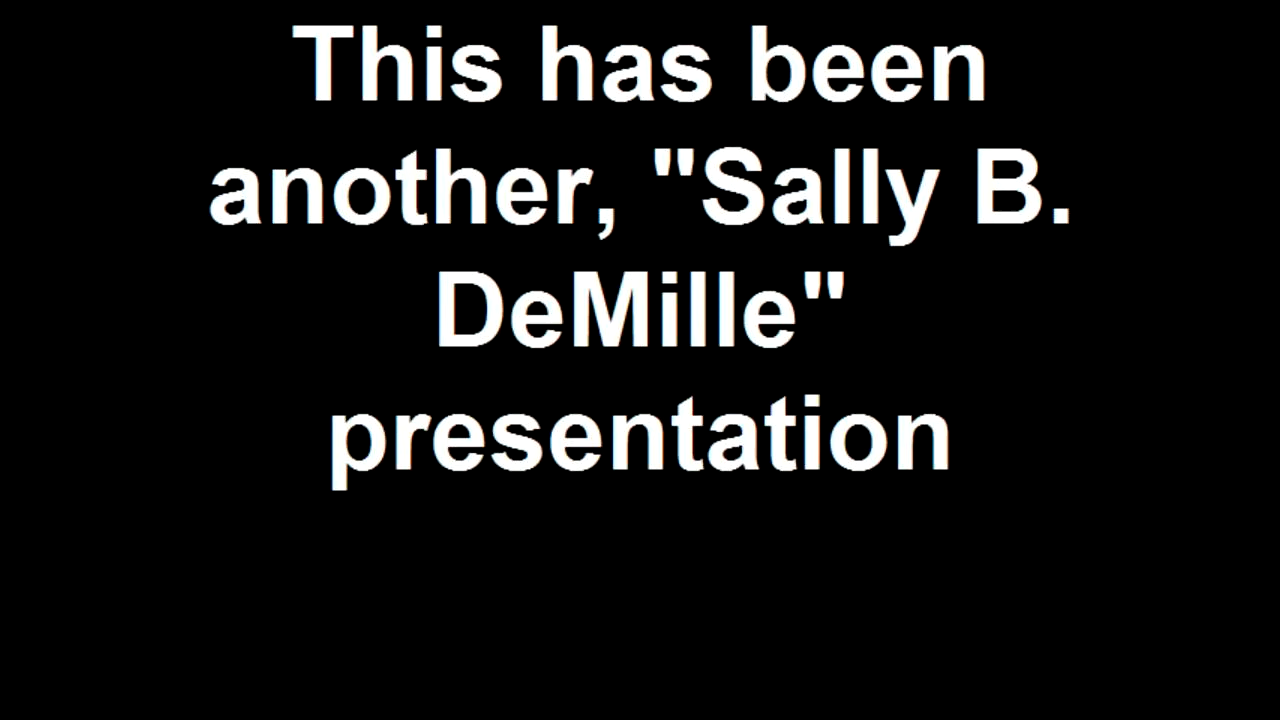 This has been
another, "Sally B.
DeMille"
presentation